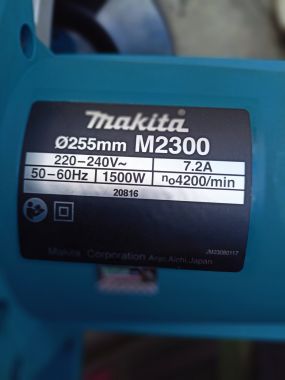 makita
Ø255mm M2300
220-240V~ 7.2A
50-60Hz 1500W n₀4200/min
20816
Makita Corporation Anjo, Aichi, Japan